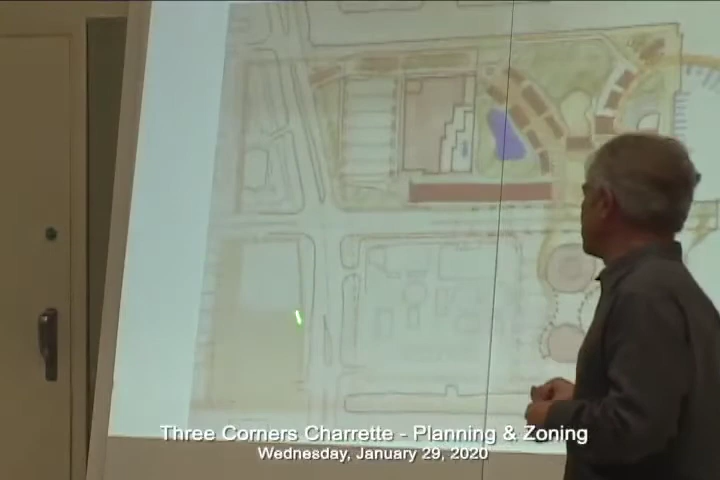 Three Corners Charrette - Planning & Zoning
Wednesday, January 29, 2020